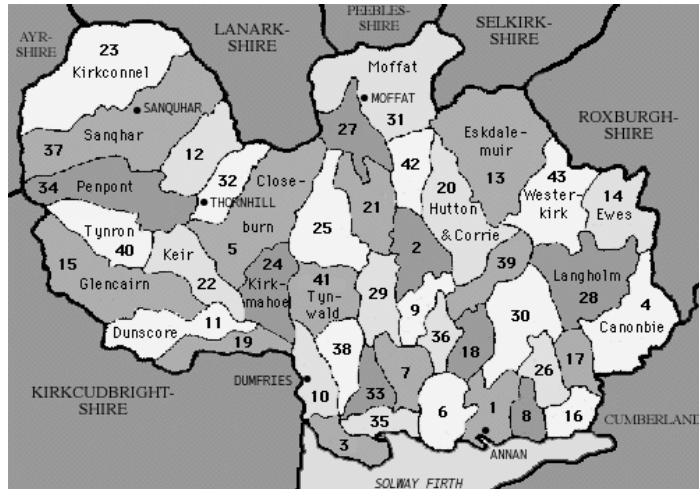 PEEBLES-
SHIRE
LANARK-
SHIRE
SELKIRK-
SHIRE
AYR-
SHIRE
23
Kirkconnel
Moffat
MOFFAT
31
SANQUHAR
Sanqhar
37
12
27
Eskdale-
muir
13
ROXBURGH-
SHIRE
34
Penpont
32
THORNHILL
Close-
burn
5
42
20
Hutton
& Corrie
43
Wester-
kirk
14
Ewes
Tynron
40
Keir
22
25
21
2
15
Glencairn
24
Kirk-
mahoe
41
Tyn-
wald
29
39
Langholm
28
4
Canonbie
Dunscore
11
19
9
36
30
38
18
17
26
7
KIRKCUDBRIGHT-
SHIRE
DUMFRIES
10
33
35
6
1
8
16
CUMBERLAND
3
ANNAN
SOLWAY FIRTH